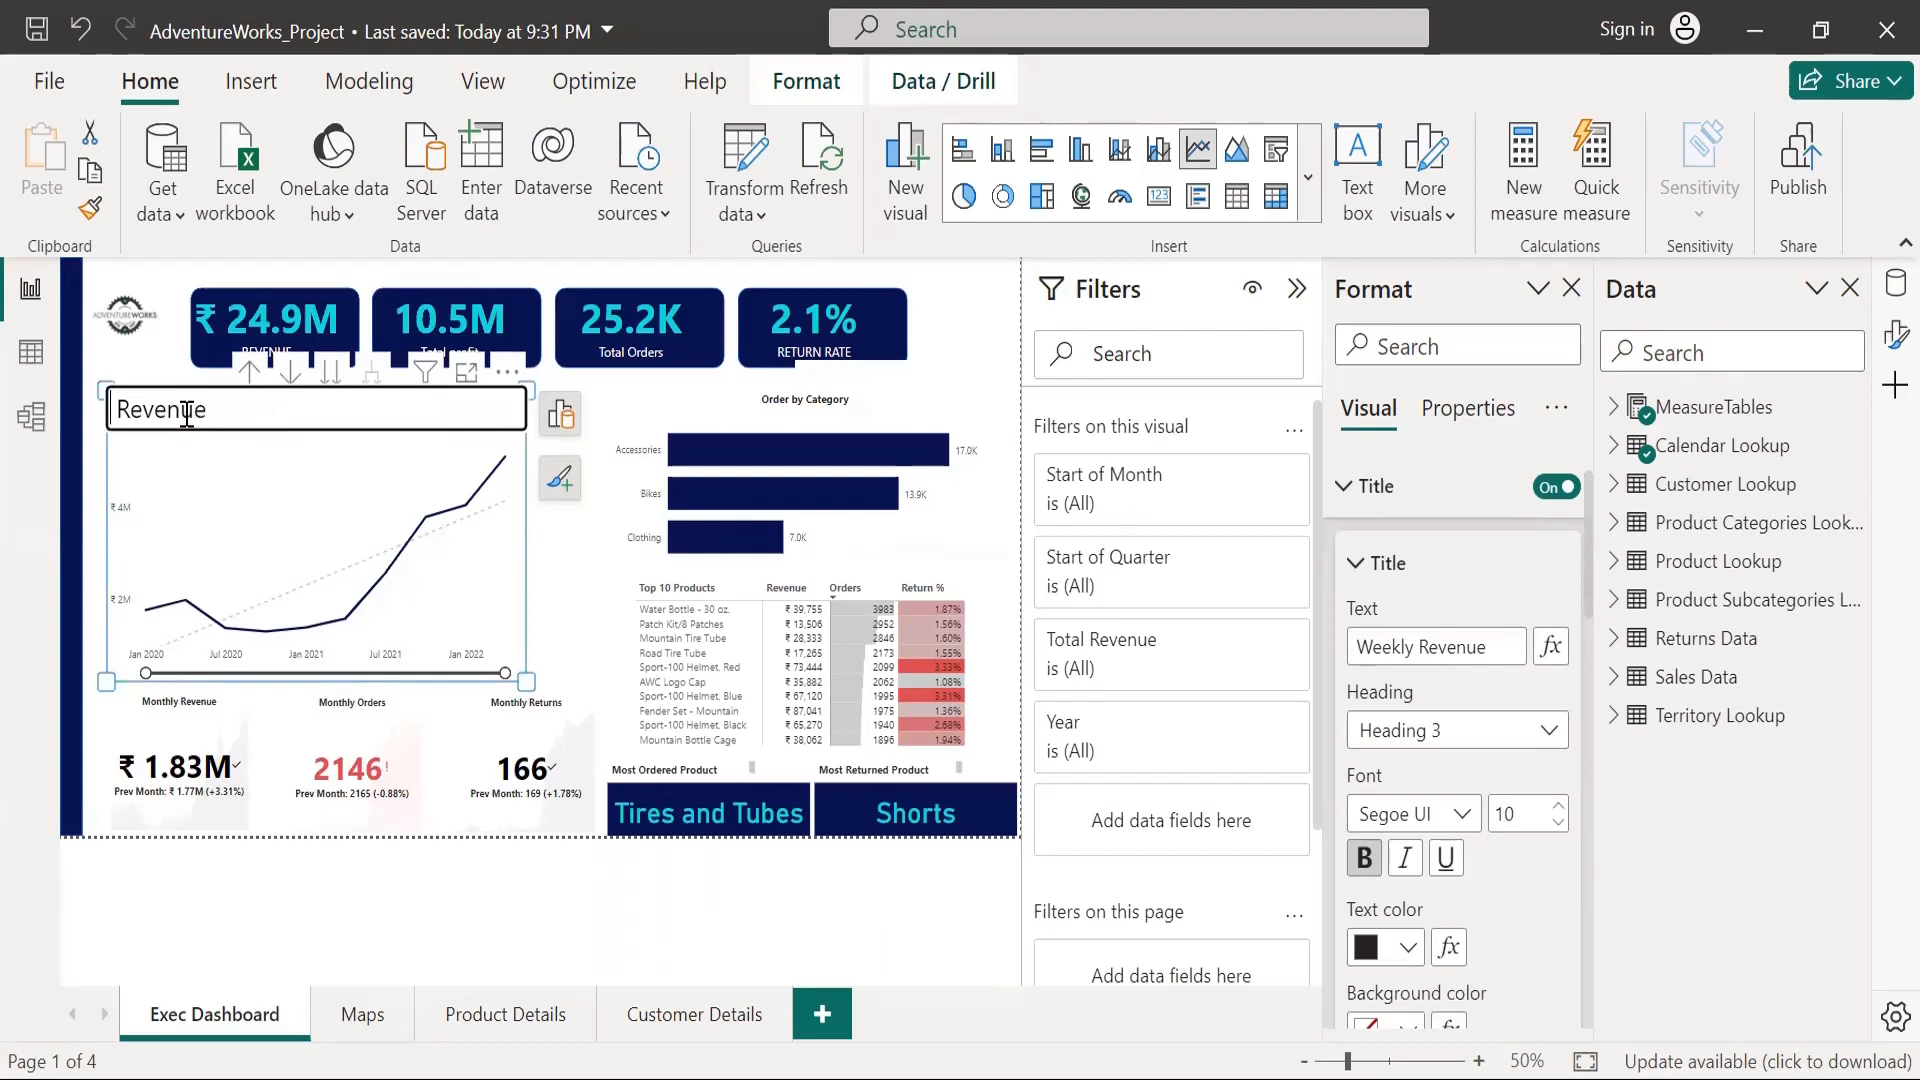 AdventureWorks_Project • Last saved: Today at 9:31 PM
Search
Sign in
File
Home
Insert
Modeling
View
Optimize
Help
Format
Data / Drill
Share
Paste
Get data
Excel workbook
OneLake data hub
SQL Server
Enter data
Dataverse
Recent sources
Transform data
Refresh
New visual
123
A
Text box
More visuals
New measure
Quick measure
Sensitivity
Publish
Clipboard
Data
Queries
Insert
Calculations
Sensitivity
Share
ADVENTUREWORKS
₹ 24.9M
REVENUE
10.5M
Total profit
25.2K
Total Orders
2.1%
RETURN RATE
Revenue
₹ 4M
₹ 2M
Jan 2020
Jul 2020
Jan 2021
Jul 2021
Jan 2022
Order by Category
Accessories
17.0K
Bikes
13.9K
Clothing
7.0K
Top 10 Products Revenue Orders Return %
Water Bottle - 30 oz. ₹ 39,755 3983 1.87%
Patch Kit/8 Patches ₹ 13,506 2952 1.56%
Mountain Tire Tube ₹ 28,333 2846 1.60%
Road Tire Tube ₹ 17,265 2173 1.55%
Sport-100 Helmet, Red ₹ 73,444 2099 3.33%
AWC Logo Cap ₹ 35,882 2062 1.08%
Sport-100 Helmet, Blue ₹ 67,120 1995 3.31%
Fender Set - Mountain ₹ 87,041 1975 1.36%
Sport-100 Helmet, Black ₹ 65,270 1940 2.68%
Mountain Bottle Cage ₹ 38,062 1896 1.94%
Monthly Revenue
₹ 1.83M
Prev Month: ₹ 1.77M (+3.31%)
Monthly Orders
2146!
Prev Month: 2165 (-0.88%)
Monthly Returns
166
Prev Month: 169 (+1.78%)
Most Ordered Product
Tires and Tubes
Most Returned Product
Shorts
Filters
Search
Filters on this visual
...
Start of Month
is (All)
Start of Quarter
is (All)
Total Revenue
is (All)
Year
is (All)
Add data fields here
Filters on this page
...
Add data fields here
Format
Search
Visual
Properties
...
Title
On
Title
Text
Weekly Revenue
fx
Heading
Heading 3
Font
Segoe UI
10
B
I
U
Text color
fx
Background color
fx
Data
Search
MeasureTables
Calendar Lookup
Customer Lookup
Product Categories Look...
Product Lookup
Product Subcategories L...
Returns Data
Sales Data
Territory Lookup
Exec Dashboard
Maps
Product Details
Customer Details
Page 1 of 4
50%
Update available (click to download)